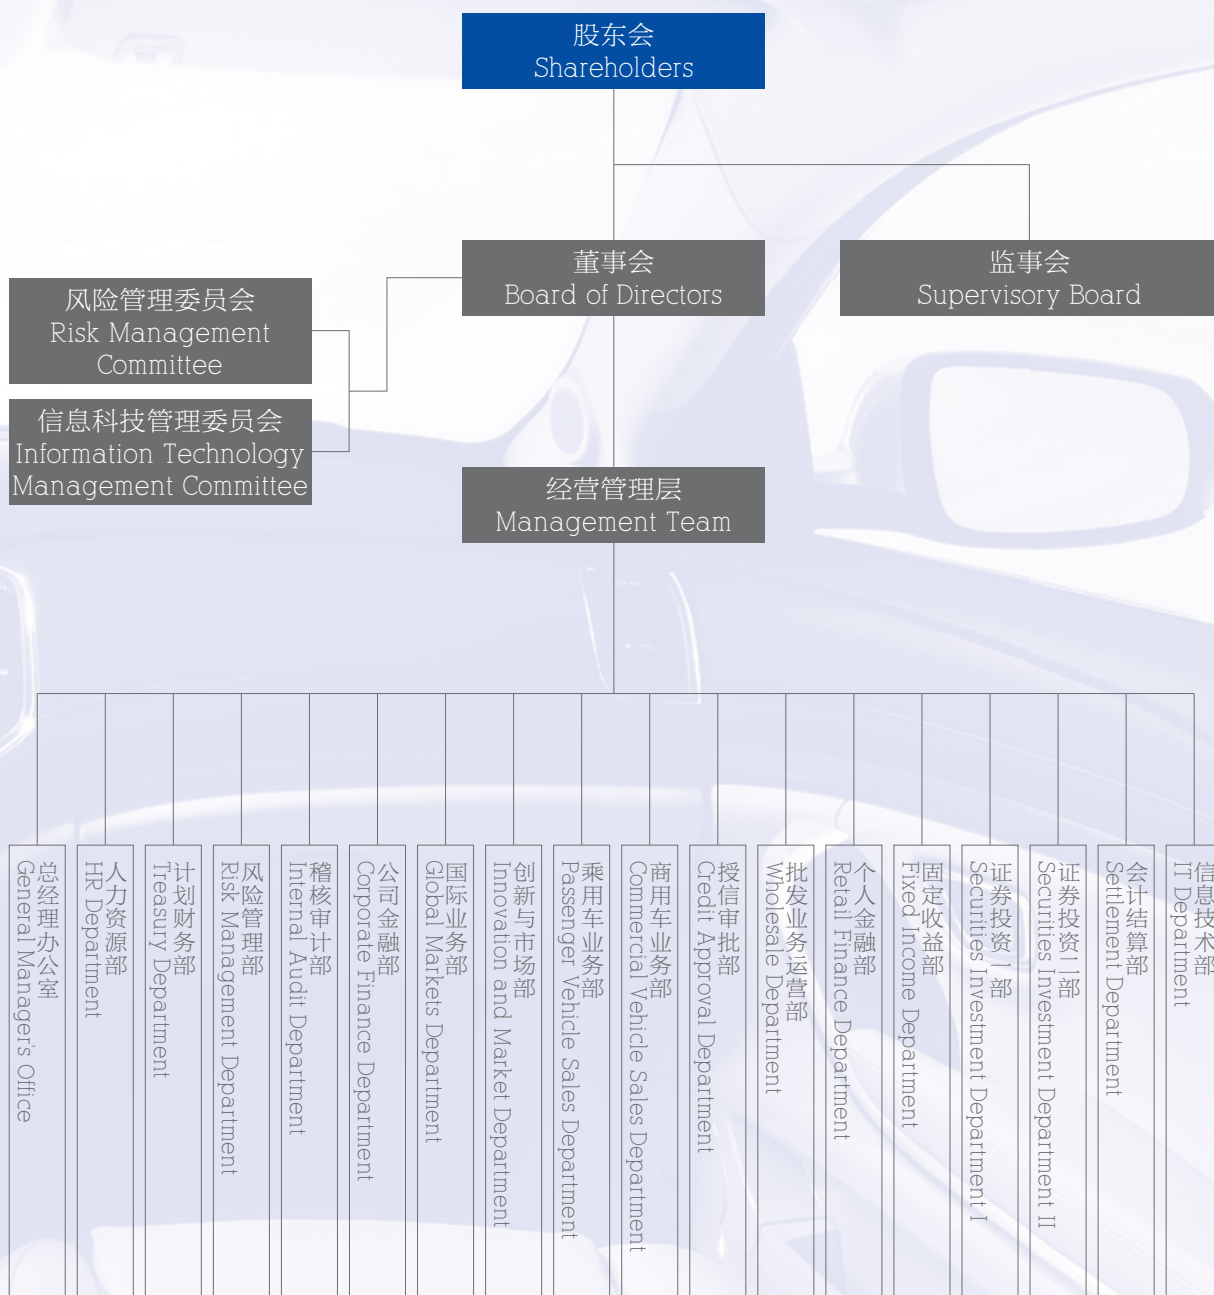 股东会
Shareholders
董事会
Board of Directors
监事会
Supervisory Board
风险管理委员会
Risk Management
Committee
信息科技管理委员会
Information Technology
Management Committee
经营管理层
Management Team
总经理办公室
General Manager's Office
人力资源部
HR Department
计划财务部
Treasury Department
风险管理部
Risk Management Department
稽核审计部
Internal Audit Department
公司金融部
Corporate Finance Department
国际业务部
Global Markets Department
创新与市场部
Innovation and Market Department
乘用车业务部
Passenger Vehicle Sales Department
商用车业务部
Commercial Vehicle Sales Department
授信审批部
Credit Approval Department
批发业务运营部
Wholesale Department
个人金融部
Retail Finance Department
固定收益部
Fixed Income Department
证券投资I部
Securities Investment Department I
证券投资II部
Securities Investment Department II
会计结算部
Settlement Department
信息技术部
IT Department